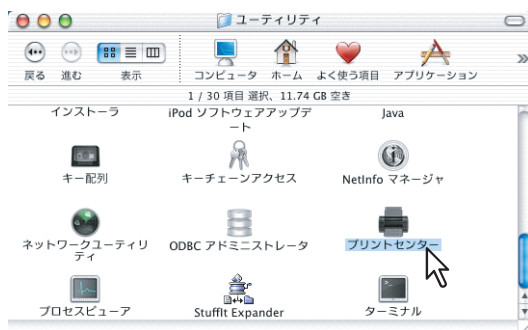 ユーティリティ
戻る 進む 表示 コンピュータ ホーム よく使う項目 アプリケーション
1 / 30 項目 選択、11.74 GB 空き
インストーラ iPod ソフトウェアアップデ Java
ート
キー配列 キーチェーンアクセス NetInfo マネージャ
ネットワークユーティリ ODBC アドミニストレータ プリントセンター
ティ
プロセスビューア StuffIt Expander ターミナル